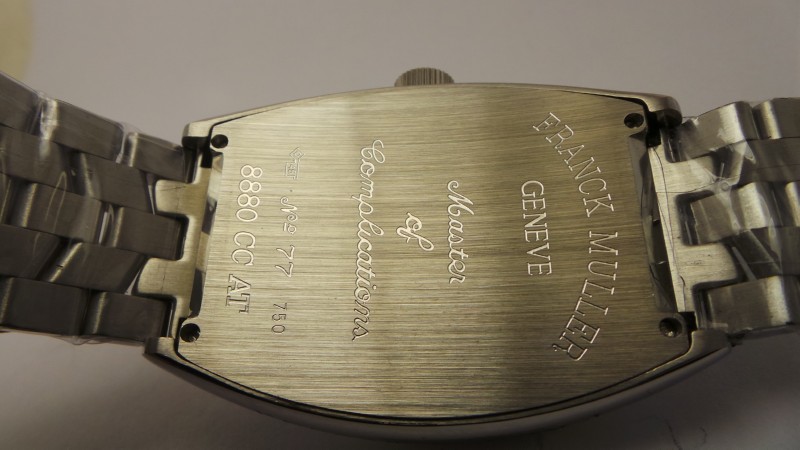 FRANCK MULLER
GENEVE
Master
of
Complications
No 77 750
8880 CC AT